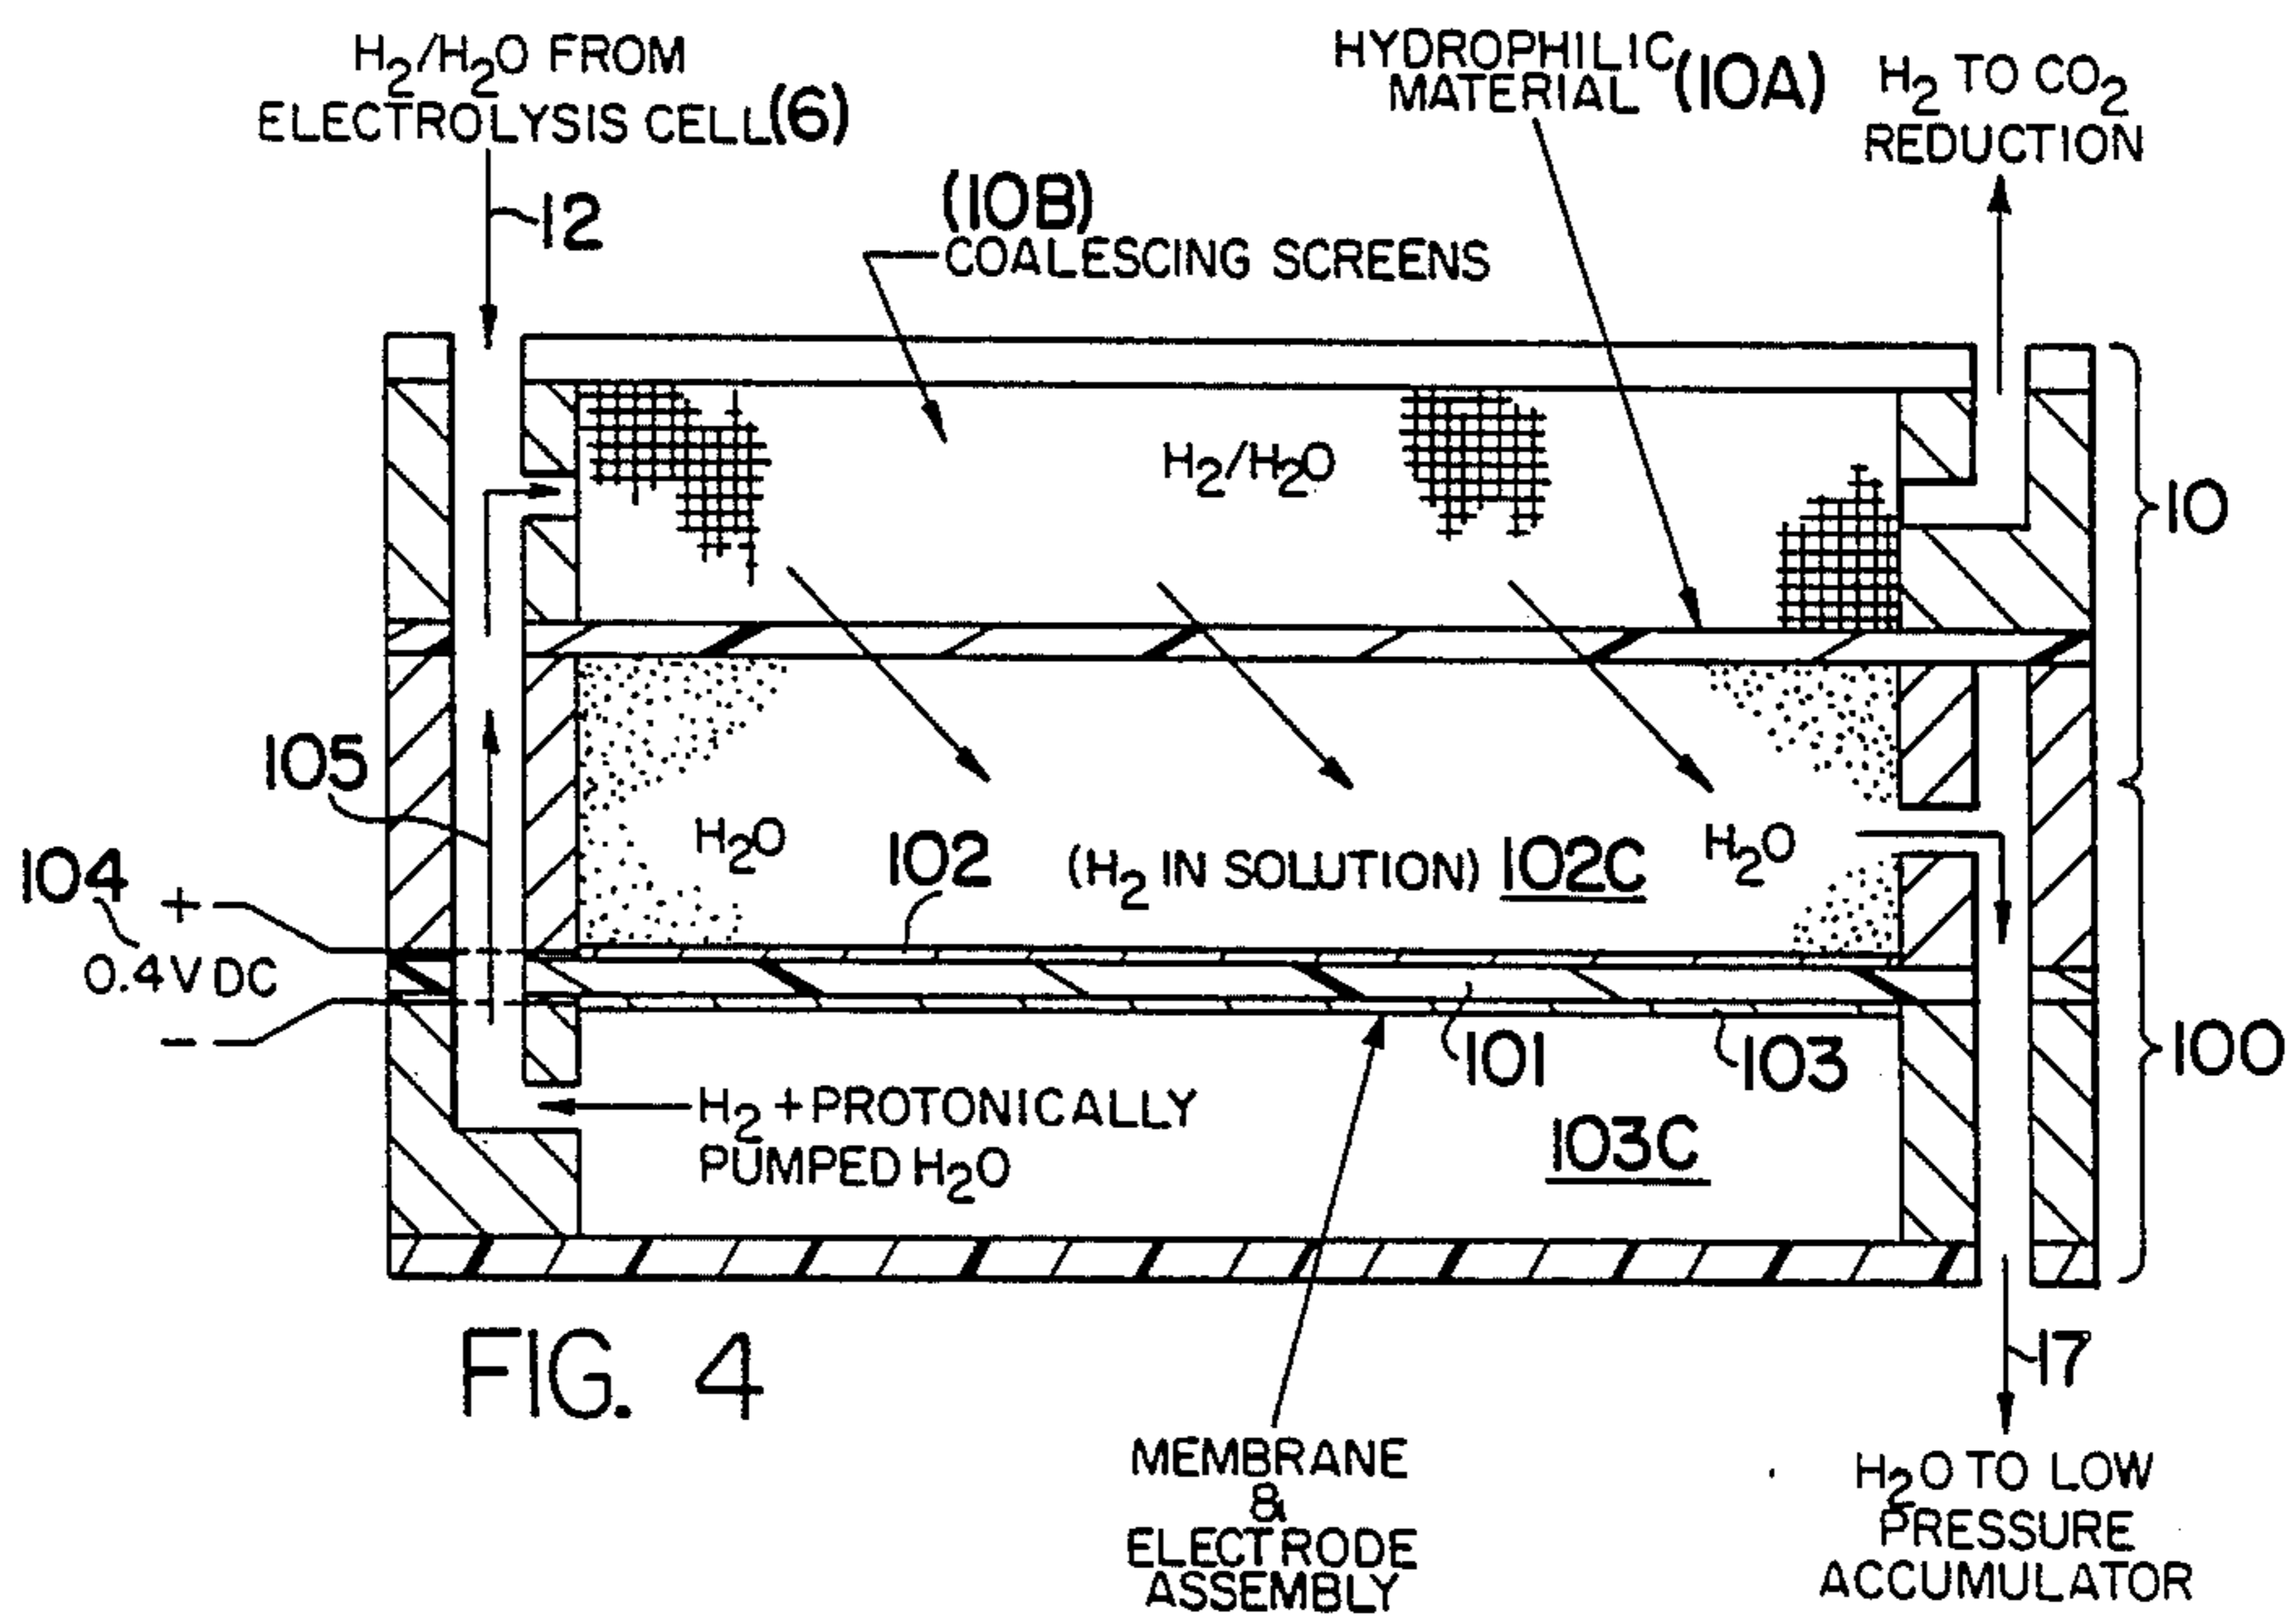 H2/H2O FROM
ELECTROLYSIS CELL(6)
12
HYDROPHILIC
MATERIAL (10A)
H2 TO CO2
REDUCTION
(10B)
COALESCING SCREENS
H2/H2O
10
105
H2O
102
(H2 IN SOLUTION) 102C
H2O
104
+
0.4V DC
-
101
103
100
H2 + PROTONICALLY
PUMPED H2O
103C
FIG. 4
17
MEMBRANE
&
ELECTRODE
ASSEMBLY
H2O TO LOW
PRESSURE
ACCUMULATOR